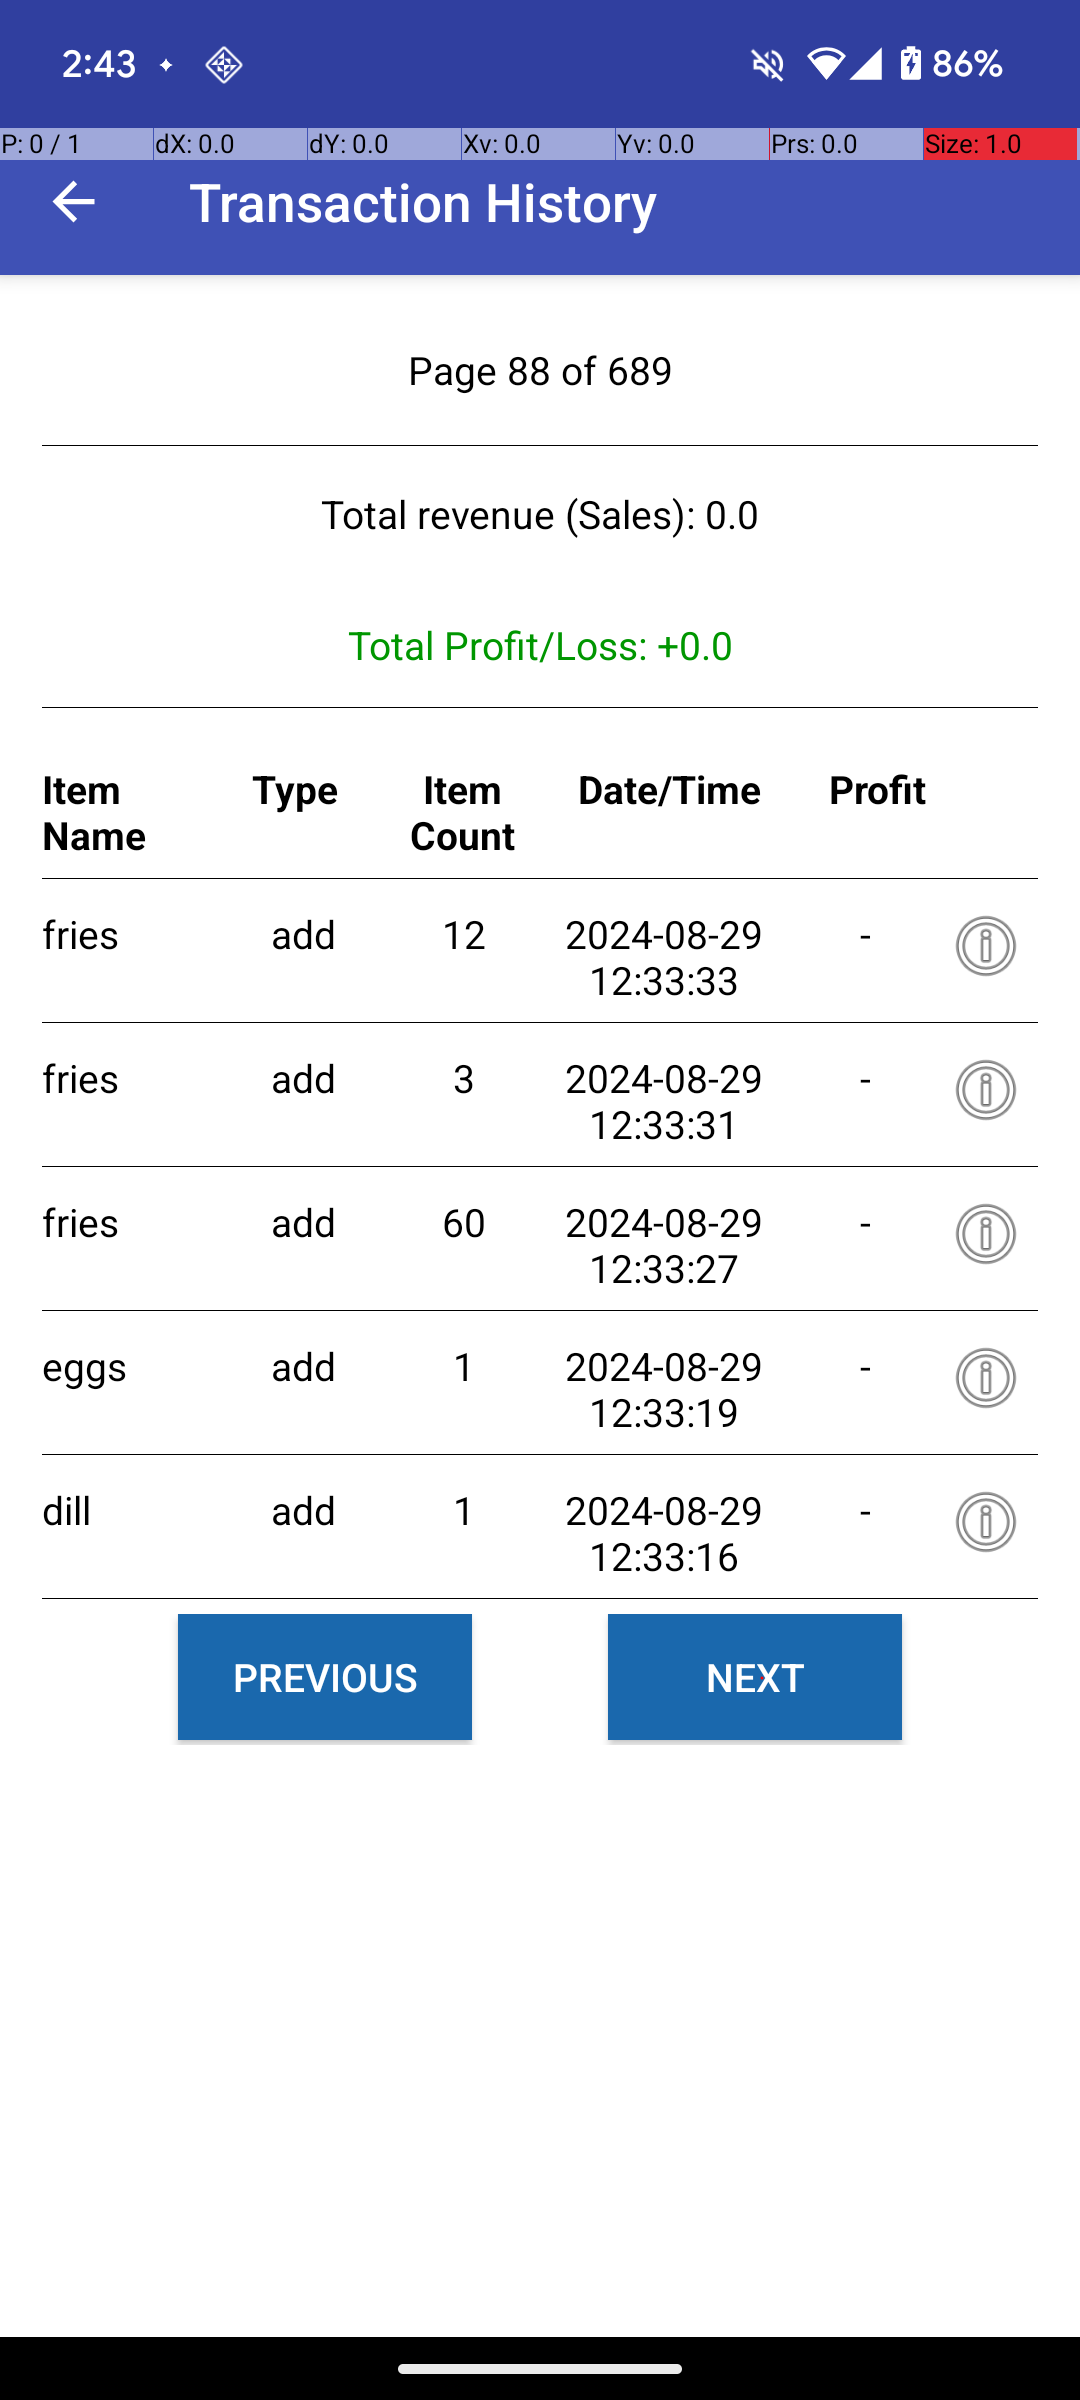 2:43
86%
P: 0 / 1 dX: 0.0 dY: 0.0 Xv: 0.0 Yv: 0.0 Prs: 0.0 Size: 1.0
Transaction History
Page 88 of 689
Total revenue (Sales): 0.0
Total Profit/Loss: +0.0
Item Name Type Item Count Date/Time Profit
fries add 12 2024-08-29 12:33:33 -
fries add 3 2024-08-29 12:33:31 -
fries add 60 2024-08-29 12:33:27 -
eggs add 1 2024-08-29 12:33:19 -
dill add 1 2024-08-29 12:33:16 -
PREVIOUS NEXT